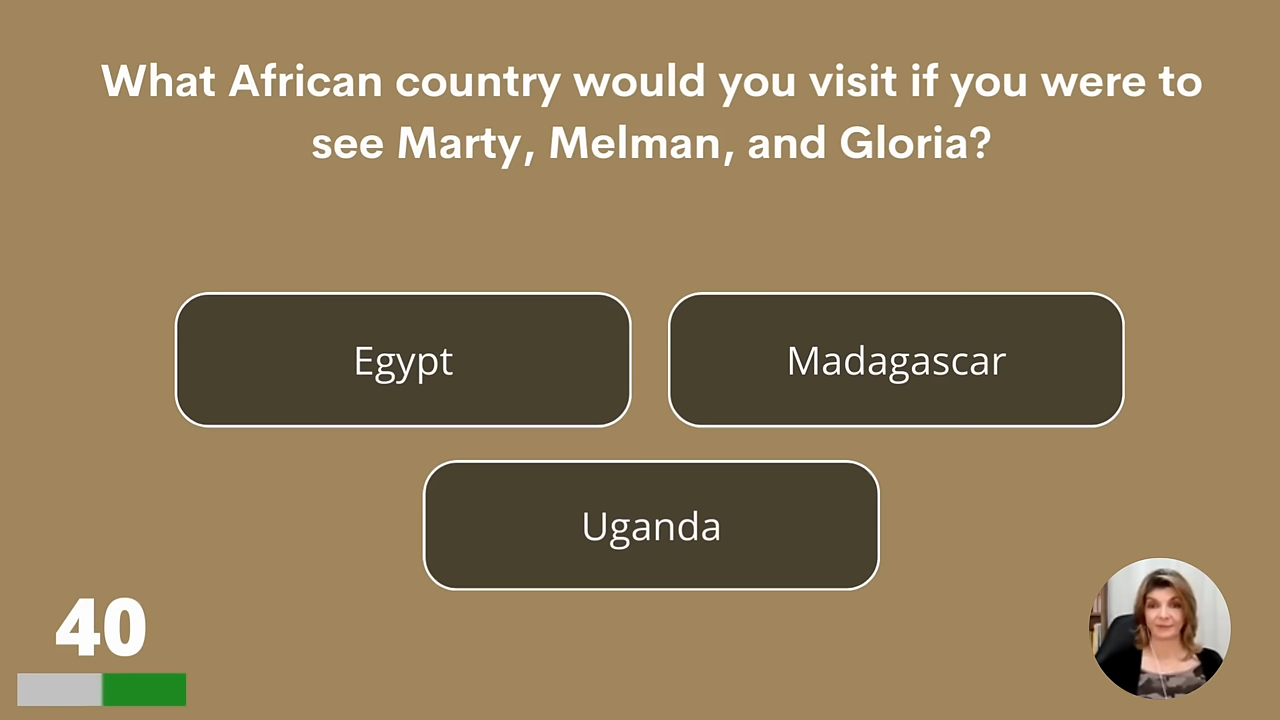 What African country would you visit if you were to
see Marty, Melman, and Gloria?
Egypt
Madagascar
Uganda
40